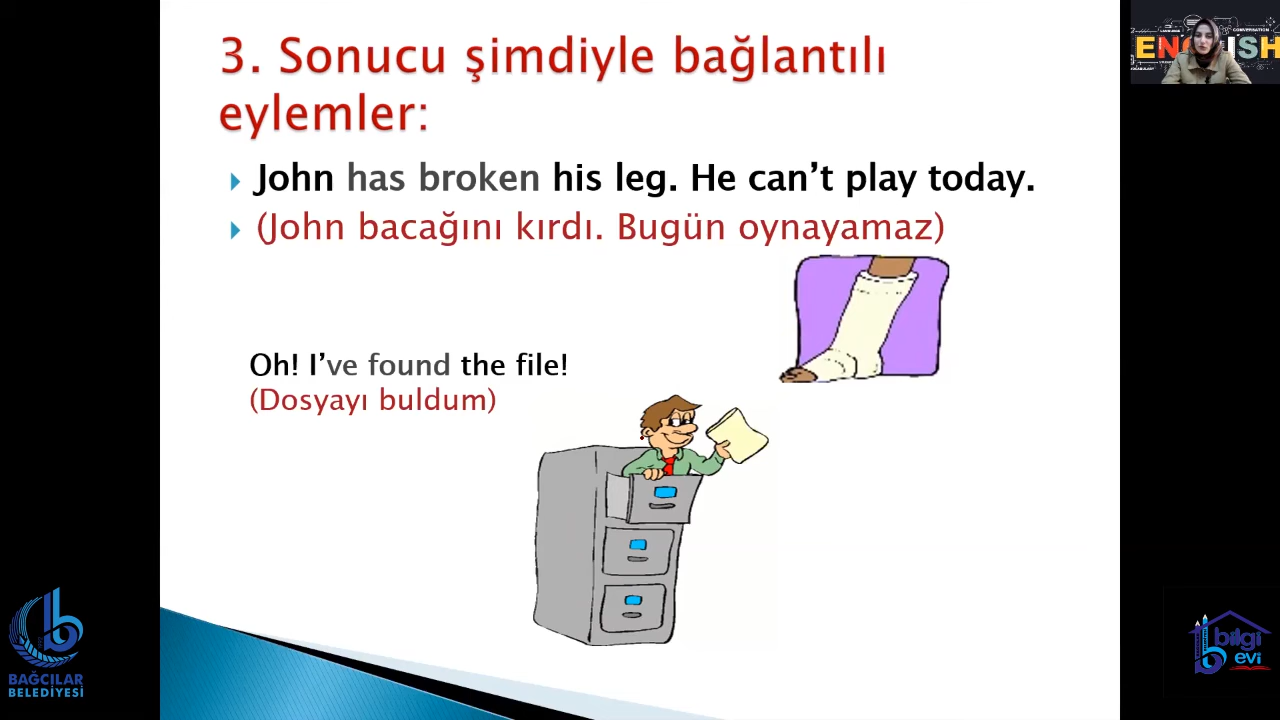 3. Sonucu şimdiyle bağlantılı
eylemler:
John has broken his leg. He can't play today.
(John bacağını kırdı. Bugün oynayamaz)
Oh! I've found the file!
(Dosyayı buldum)
CONVERSATION
ENGLISH
BAĞCILAR
BELEDİYESİ
bilgi
evi